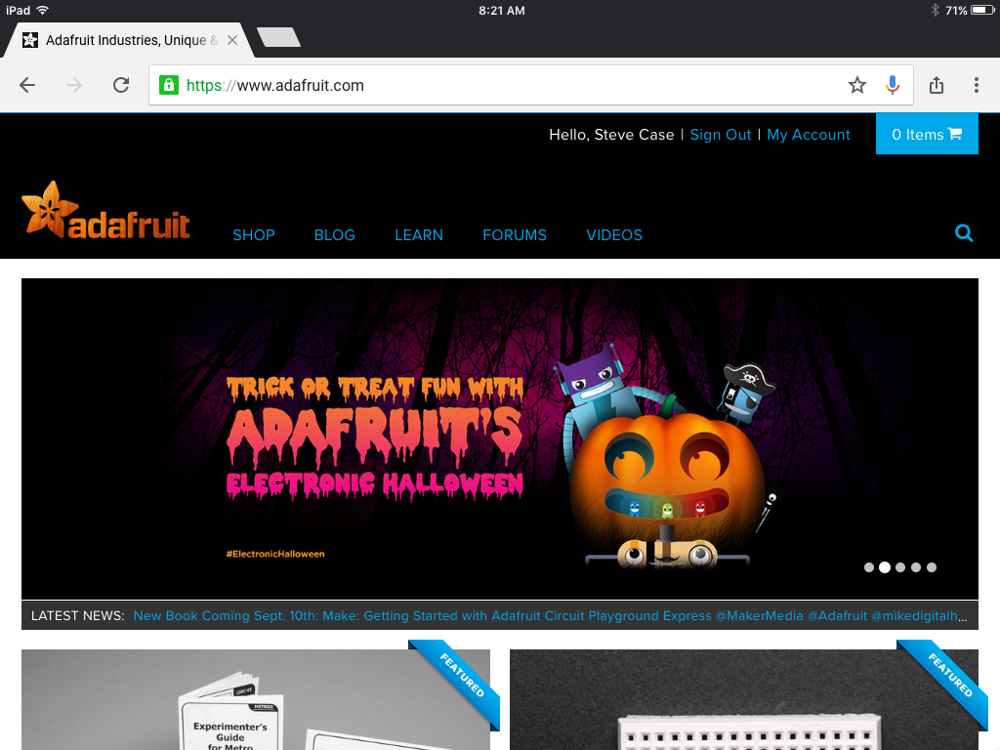 iPad 8:21 AM 71%
Adafruit Industries, Unique &
https://www.adafruit.com
Hello, Steve Case | Sign Out | My Account 0 Items
adafruit SHOP BLOG LEARN FORUMS VIDEOS
TRICK OR TREAT FUN WITH
ADAFRUIT'S
ELECTRONIC HALLOWEEN
#ElectronicHalloween
LATEST NEWS: New Book Coming Sept. 10th: Make: Getting Started with Adafruit Circuit Playground Express @MakerMedia @Adafruit @mikedigitalh...
FEATURED
FEATURED
CIRC-05
METROX
Experimenter's
Guide
for Metro